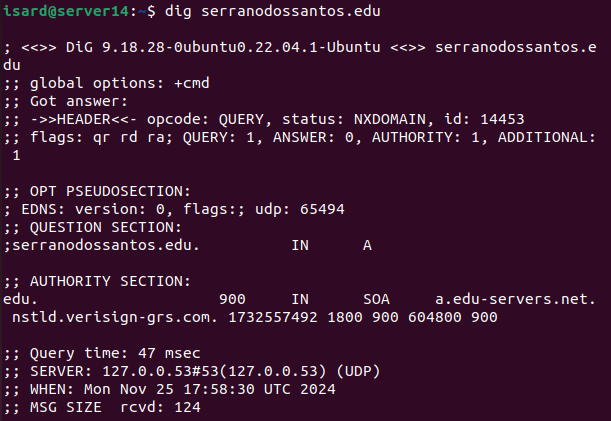 isard@server14:~$ dig serranodossantos.edu

; <<>> DiG 9.18.28-0ubuntu0.22.04.1-Ubuntu <<>> serranodossantos.e
du
;; global options: +cmd
;; Got answer:
;; ->>HEADER<<- opcode: QUERY, status: NXDOMAIN, id: 14453
;; flags: qr rd ra; QUERY: 1, ANSWER: 0, AUTHORITY: 1, ADDITIONAL:
 1

;; OPT PSEUDOSECTION:
; EDNS: version: 0, flags:; udp: 65494
;; QUESTION SECTION:
;serranodossantos.edu.		IN	A

;; AUTHORITY SECTION:
edu.			900	IN	SOA	a.edu-servers.net.
 nstld.verisign-grs.com. 1732557492 1800 900 604800 900

;; Query time: 47 msec
;; SERVER: 127.0.0.53#53(127.0.0.53) (UDP)
;; WHEN: Mon Nov 25 17:58:30 UTC 2024
;; MSG SIZE  rcvd: 124